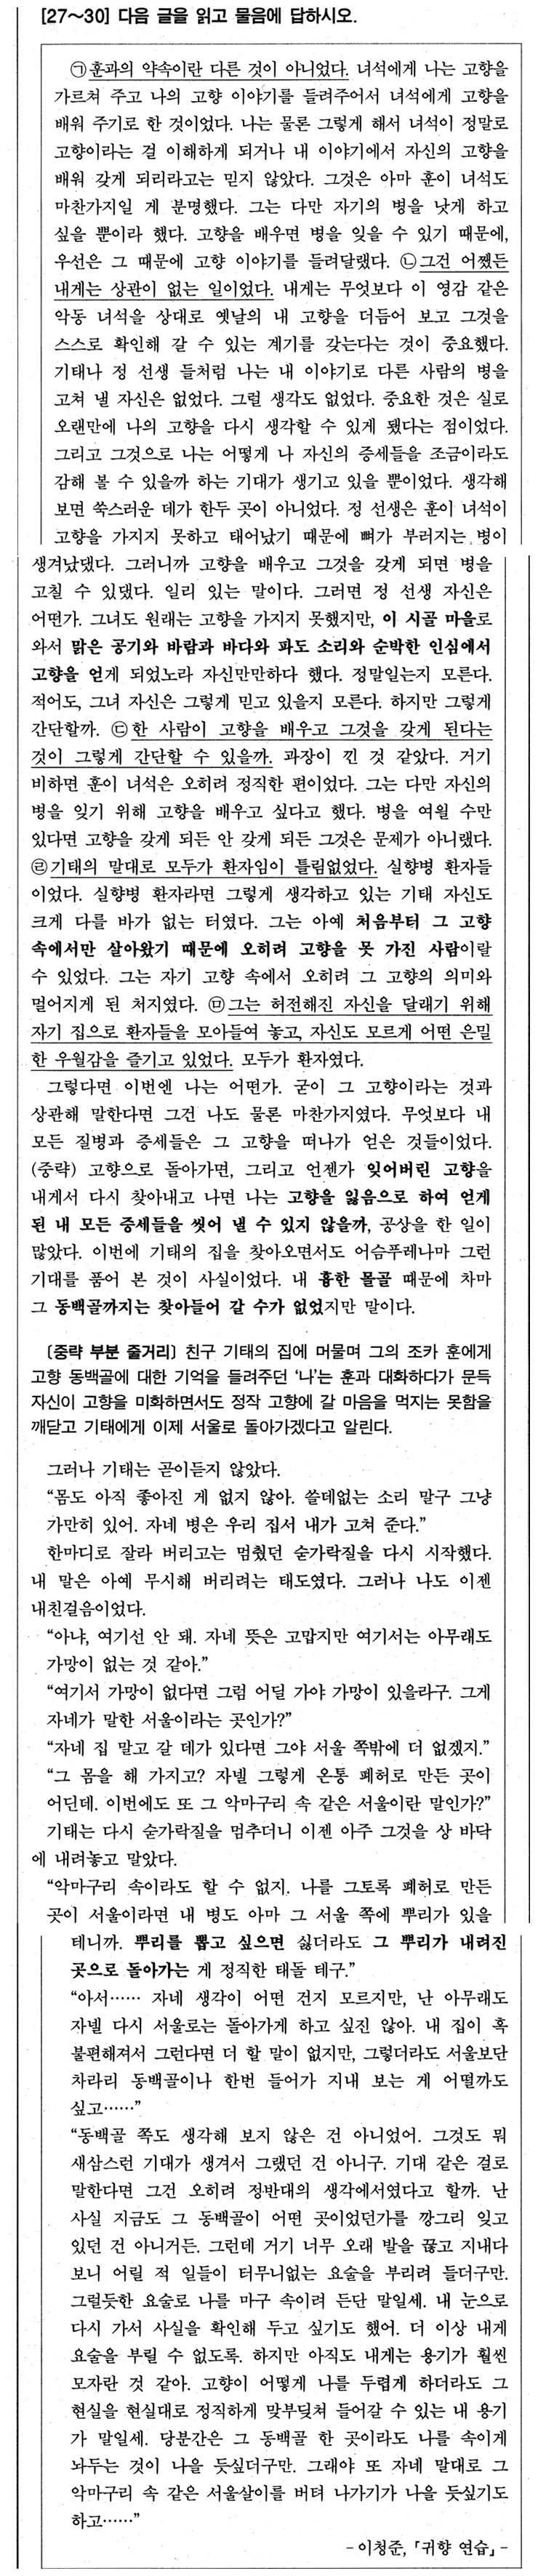 [27～30] 다음 글을 읽고 물음에 답하시오.
㉠훈과의 약속이란 다른 것이 아니었다. 녀석에게 나는 고향을
가르쳐 주고 나의 고향 이야기를 들려주어서 녀석에게 고향을
배워 주기로 한 것이었다. 나는 물론 그렇게 해서 녀석이 정말로
고향이라는 걸 이해하게 되거나 내 이야기에서 자신의 고향을
배워 갖게 되리라고는 믿지 않았다. 그것은 아마 훈이 녀석도
마찬가지일 게 분명했다. 그는 다만 자기의 병을 낫게 하고
싶을 뿐이라 했다. 고향을 배우면 병을 잊을 수 있기 때문에,
우선은 그 때문에 고향 이야기를 들려달랬다. ㉡그건 어쨌든
내게는 상관이 없는 일이었다. 내게는 무엇보다 이 영감 같은
악동 녀석을 상대로 옛날의 내 고향을 더듬어 보고 그것을
스스로 확인해 갈 수 있는 계기를 갖는다는 것이 중요했다.
기태나 정 선생 들처럼 나는 내 이야기로 다른 사람의 병을
고쳐 낼 자신은 없었다. 그럴 생각도 없었다. 중요한 것은 실로
오랜만에 나의 고향을 다시 생각할 수 있게 됐다는 점이었다.
그리고 그것으로 나는 어떻게 나 자신의 증세들을 조금이라도
감해 볼 수 있을까 하는 기대가 생기고 있을 뿐이었다. 생각해
보면 쑥스러운 데가 한두 곳이 아니었다. 정 선생은 훈이 녀석이
고향을 가지지 못하고 태어났기 때문에 뼈가 부러지는 병이
생겨났댔다. 그러니까 고향을 배우고 그것을 갖게 되면 병을
고칠 수 있댔다. 일리 있는 말이다. 그러면 정 선생 자신은
어떤가. 그녀도 원래는 고향을 가지지 못했지만, 이 시골 마을로
와서 맑은 공기와 바람과 바다와 파도 소리와 순박한 인심에서
고향을 얻게 되었노라 자신만만하다 했다. 정말일는지 모른다.
적어도, 그녀 자신은 그렇게 믿고 있을지 모른다. 하지만 그렇게
간단할까. ㉢한 사람이 고향을 배우고 그것을 갖게 된다는
것이 그렇게 간단할 수 있을까. 과장이 낀 것 같았다. 거기
비하면 훈이 녀석은 오히려 정직한 편이었다. 그는 다만 자신의
병을 잊기 위해 고향을 배우고 싶다고 했다. 병을 여윌 수만
있다면 고향을 갖게 되든 안 갖게 되든 그것은 문제가 아니랬다.
㉣기태의 말대로 모두가 환자임이 틀림없었다. 실향병 환자들
이었다. 실향병 환자라면 그렇게 생각하고 있는 기태 자신도
크게 다를 바가 없는 터였다. 그는 아예 처음부터 그 고향
속에서만 살아왔기 때문에 오히려 고향을 못 가진 사람이랄
수 있었다. 그는 자기 고향 속에서 오히려 그 고향의 의미와
멀어지게 된 처지였다. ㉤그는 허전해진 자신을 달래기 위해
자기 집으로 환자들을 모아들여 놓고, 자신도 모르게 어떤 은밀
한 우월감을 즐기고 있었다. 모두가 환자였다.
그렇다면 이번엔 나는 어떤가. 굳이 그 고향이라는 것과
상관해 말한다면 그건 나도 물론 마찬가지였다. 무엇보다 내
모든 질병과 증세들은 그 고향을 떠나가 얻은 것들이었다.
(중략) 고향으로 돌아가면, 그리고 언젠가 잊어버린 고향을
내게서 다시 찾아내고 나면 나는 고향을 잃음으로 하여 얻게
된 내 모든 증세들을 씻어 낼 수 있지 않을까, 공상을 한 일이
많았다. 이번에 기태의 집을 찾아오면서도 어슴푸레나마 그런
기대를 품어 본 것이 사실이었다. 내 흉한 몰골 때문에 차마
그 동백골까지는 찾아들어 갈 수가 없었지만 말이다.
〔중략 부분 줄거리〕 친구 기태의 집에 머물며 그의 조카 훈에게
고향 동백골에 대한 기억을 들려주던 ‘나’는 훈과 대화하다가 문득
자신이 고향을 미화하면서도 정작 고향에 갈 마음을 먹지는 못함을
깨닫고 기태에게 이제 서울로 돌아가겠다고 알린다.
그러나 기태는 곧이듣지 않았다.
“몸도 아직 좋아진 게 없지 않아. 쓸데없는 소리 말구 그냥
가만히 있어. 자네 병은 우리 집서 내가 고쳐 준다.”
한마디로 잘라 버리고는 멈췄던 숟가락질을 다시 시작했다.
내 말은 아예 무시해 버리려는 태도였다. 그러나 나도 이젠
내친걸음이었다.
“아냐, 여기선 안 돼. 자네 뜻은 고맙지만 여기서는 아무래도
가망이 없는 것 같아.”
“여기서 가망이 없다면 그럼 어딜 가야 가망이 있을라구. 그게
자네가 말한 서울이라는 곳인가?”
“자네 집 말고 갈 데가 있다면 그야 서울 쪽밖에 더 없겠지.”
“그 몸을 해 가지고? 자넬 그렇게 온통 폐허로 만든 곳이
어딘데. 이번에도 또 그 악마구리 속 같은 서울이란 말인가?”
기태는 다시 숟가락질을 멈추더니 이젠 아주 그것을 상 바닥
에 내려놓고 말았다.
“악마구리 속이라도 할 수 없지. 나를 그토록 폐허로 만든
곳이 서울이라면 내 병도 아마 그 서울 쪽에 뿌리가 있을
테니까. 뿌리를 뽑고 싶으면 싫더라도 그 뿌리가 내려진
곳으로 돌아가는 게 정직한 태돌 테구.”
“아서…… 자네 생각이 어떤 건지 모르지만, 난 아무래도
자넬 다시 서울로는 돌아가게 하고 싶진 않아. 내 집이 혹
불편해져서 그런다면 더 할 말이 없지만, 그렇더라도 서울보단
차라리 동백골이나 한번 들어가 지내 보는 게 어떨까도
싶고……”
“동백골 쪽도 생각해 보지 않은 건 아니었어. 그것도 뭐
새삼스런 기대가 생겨서 그랬던 건 아니구. 기대 같은 걸로
말한다면 그건 오히려 정반대의 생각에서였다고 할까. 난
사실 지금도 그 동백골이 어떤 곳이었던가를 깡그리 잊고
있던 건 아니거든. 그런데 거기 너무 오래 발을 끊고 지내다
보니 어릴 적 일들이 터무니없는 요술을 부리려 들더구만.
그럴듯한 요술로 나를 마구 속이려 든단 말일세. 내 눈으로
다시 가서 사실을 확인해 두고 싶기도 했어. 더 이상 내게
요술을 부릴 수 없도록. 하지만 아직도 내게는 용기가 훨씬
모자란 것 같아. 고향이 어떻게 나를 두렵게 하더라도 그
현실을 현실대로 정직하게 맞부딪쳐 들어갈 수 있는 내 용기
가 말일세. 당분간은 그 동백골 한 곳이라도 나를 속이게
놔두는 것이 나을 듯싶더구만. 그래야 또 자네 말대로 그
악마구리 속 같은 서울살이를 버텨 나가기가 나을 듯싶기도
하고……”
- 이청준, 「귀향 연습」 -